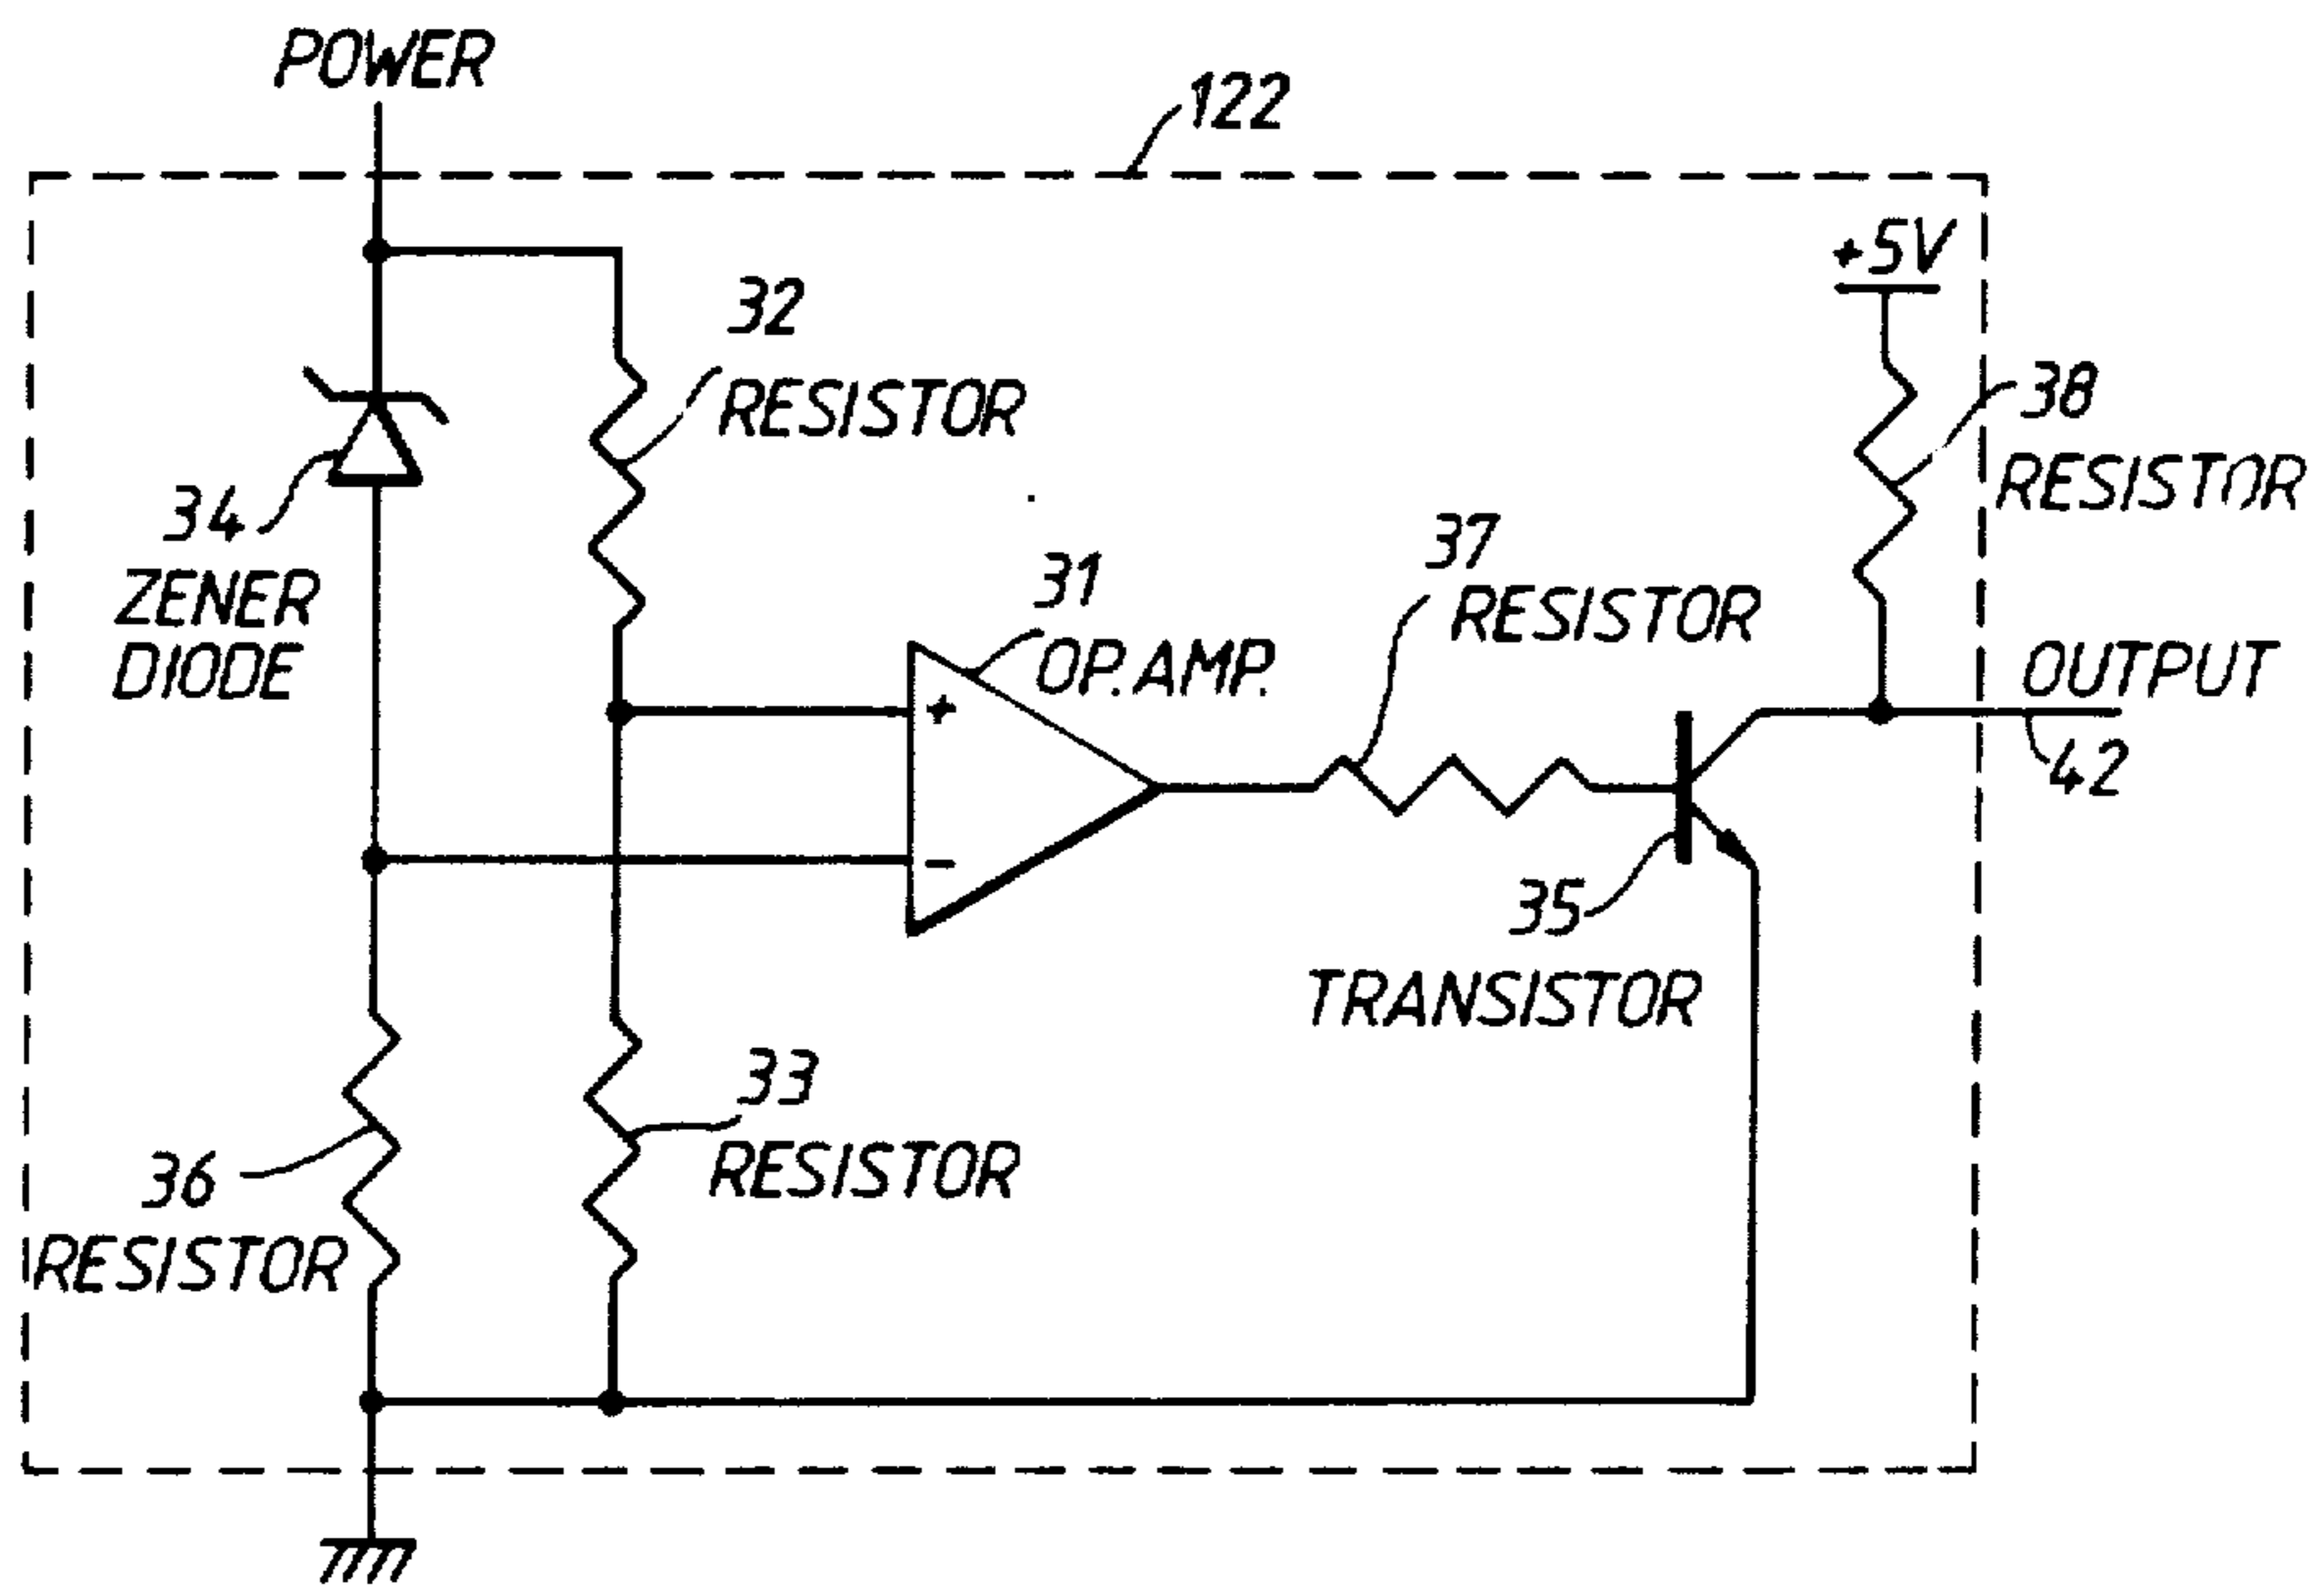 POWER
122
+5V
32
RESISTOR
38
RESISTOR
34
ZENER
DIODE
31
OP. AMP.
37
RESISTOR
+
-
OUTPUT
42
35
TRANSISTOR
33
RESISTOR
36
RESISTOR